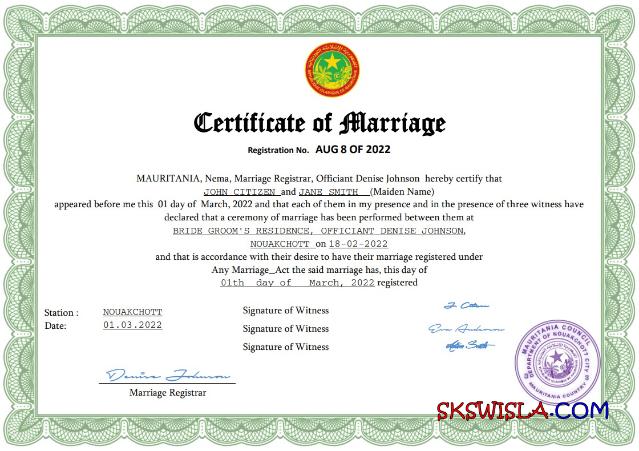 Certificate of Marriage
Registration No. AUG 8 OF 2022
MAURITANIA, Nema, Marriage Registrar, Officiant Denise Johnson hereby certify that
JOHN CITIZEN and JANE SMITH (Maiden Name)
appeared before me this 01 day of March, 2022 and that each of them in my presence and in the presence of three witness have
declared that a ceremony of marriage has been performed between them at
BRIDE GROOM'S RESIDENCE, OFFICIANT DENISE JOHNSON,
NOUAKCHOTT on 18-02-2022
and that is accordance with their desire to have their marriage registered under
Any Marriage_Act the said marriage has, this day of
01th day of March, 2022 registered
Station : NOUAKCHOTT
Date: 01.03.2022
Signature of Witness
Signature of Witness Eva Anderson
Signature of Witness
Denise Johnson
Marriage Registrar
MAURITANIA COUNCIL
DEPARTMENT OF NOUAKCHOTT CITY
MAURITANIA COUNTRY
SKSWISLA.COM